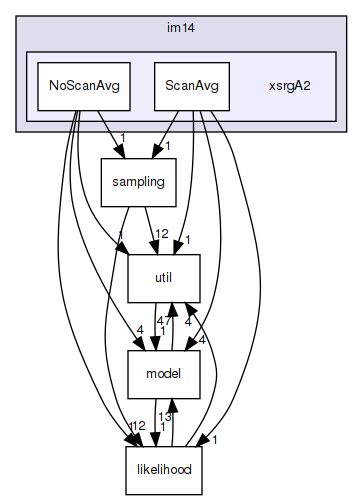 im14
NoScanAvg
ScanAvg
xsrgA2
1
1
sampling
1
12
1
util
4
47
1
4
4
model
13
1
1
12
1
likelihood